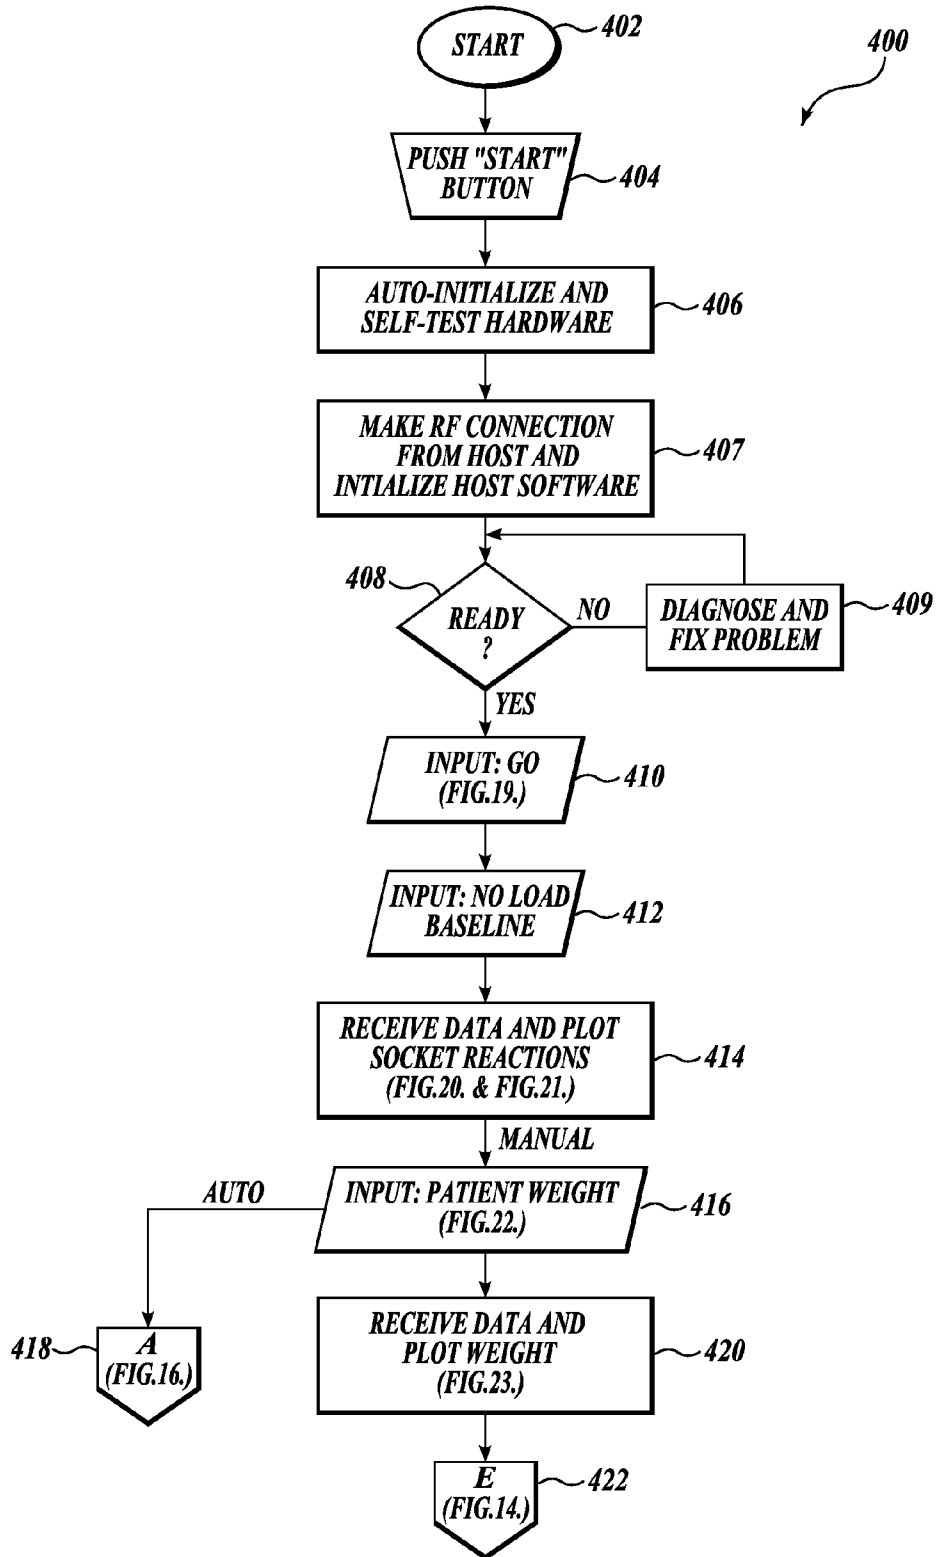 START
402
400
PUSH "START"
BUTTON
404
AUTO-INITIALIZE AND
SELF-TEST HARDWARE
406
MAKE RF CONNECTION
FROM HOST AND
INTIALIZE HOST SOFTWARE
407
408
READY
?
NO
DIAGNOSE AND
FIX PROBLEM
409
YES
INPUT: GO
(FIG.19.)
410
INPUT: NO LOAD
BASELINE
412
RECEIVE DATA AND PLOT
SOCKET REACTIONS
(FIG.20. & FIG.21.)
414
MANUAL
AUTO
INPUT: PATIENT WEIGHT
(FIG.22.)
416
418
A
(FIG.16.)
RECEIVE DATA AND
PLOT WEIGHT
(FIG.23.)
420
E
(FIG.14.)
422